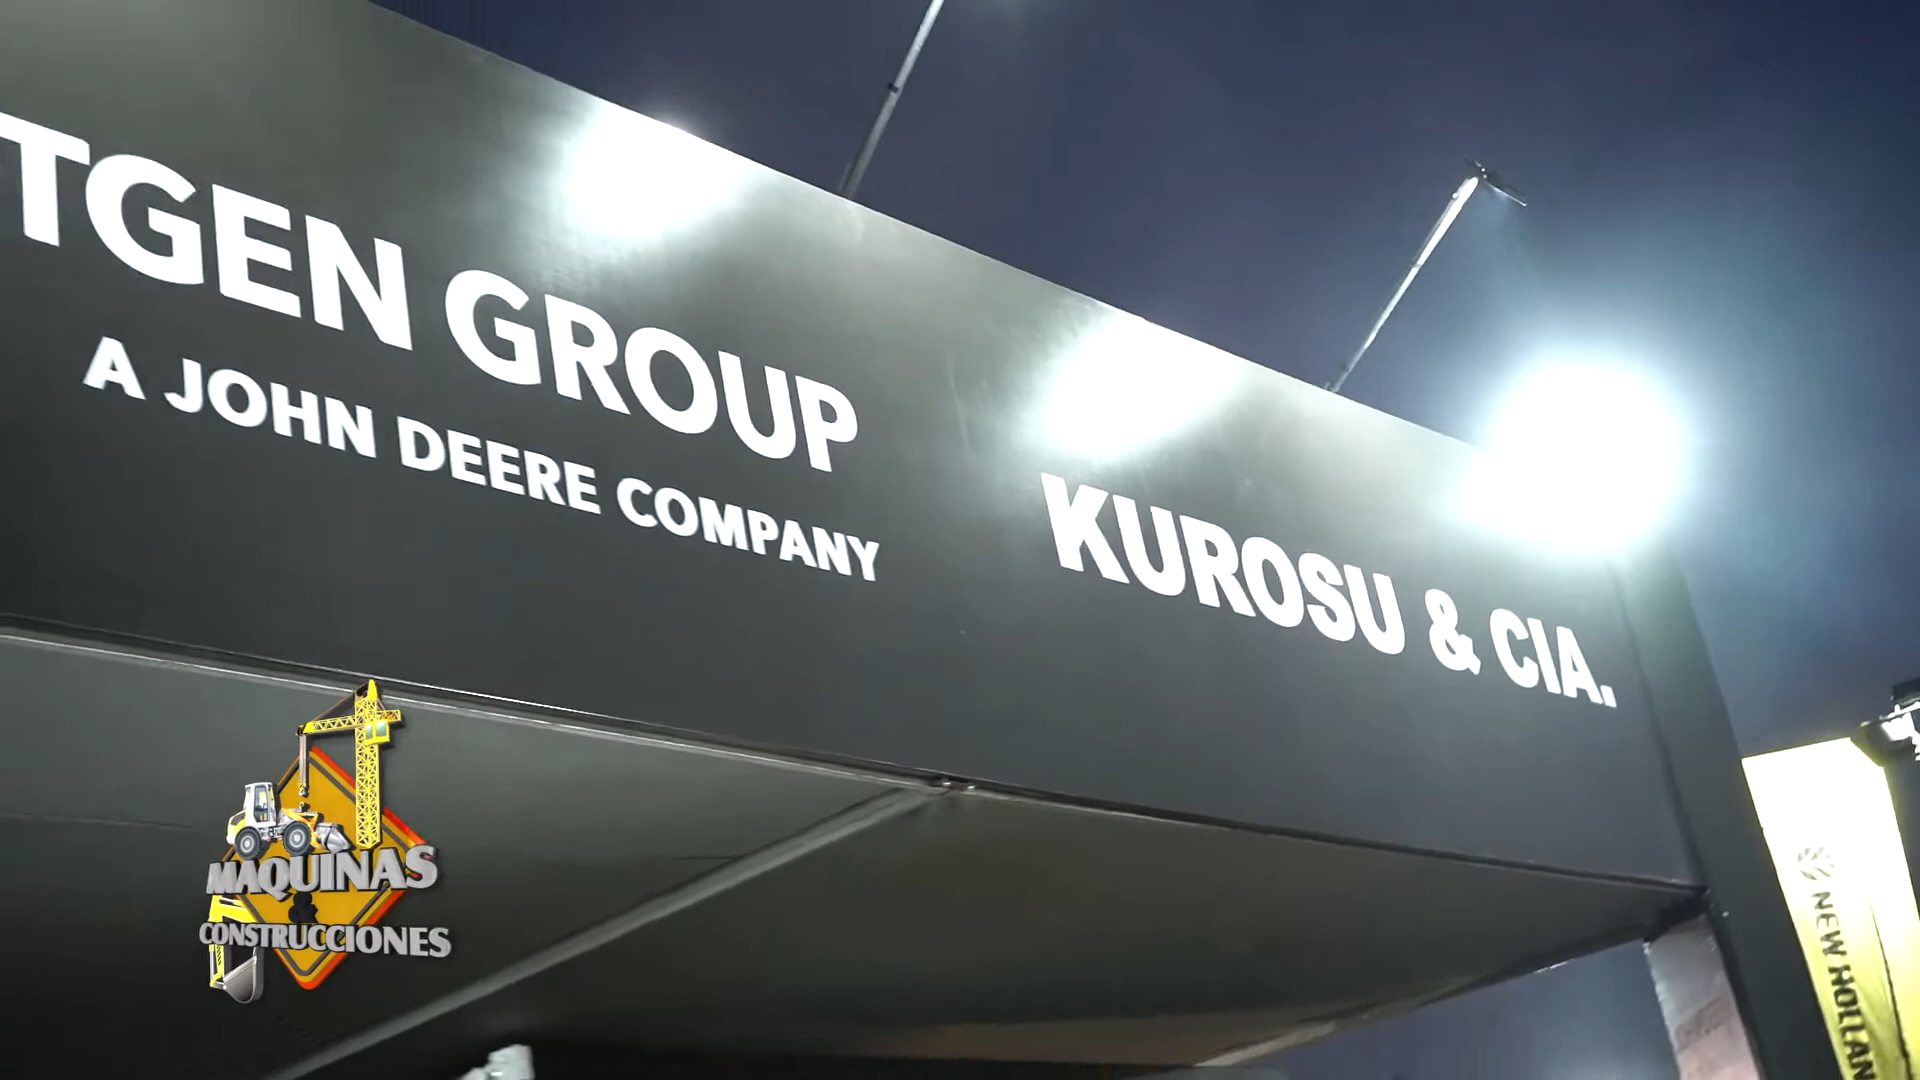 TGEN GROUP
A JOHN DEERE COMPANY
KUROSU & CIA.
MAQUINAS
&
CONSTRUCCIONES
NEW HOLLAN